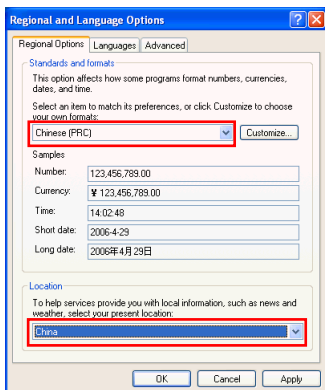 Regional and Language Options
Regional Options
Languages
Advanced
Standards and formats
This option affects how some programs format numbers, currencies,
dates, and time.
Select an item to match its preferences, or click Customize to choose
your own formats:
Chinese (PRC)
Customize...
Samples
Number: 123,456,789.00
Currency: ¥ 123,456,789.00
Time: 14:02:48
Short date: 2006-4-29
Long date: 2006年4月29日
Location
To help services provide you with local information, such as news and
weather, select your present location:
China
OK Cancel Apply